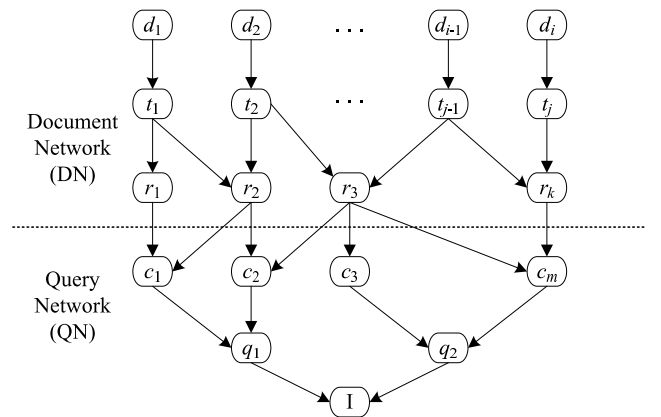 d1 d2 . . . di-1 di
t1 t2 . . . tj-1 tj
Document
Network
(DN)
r1 r2 r3 rk
c1 c2 c3 cm
Query
Network
(QN)
q1 q2
I